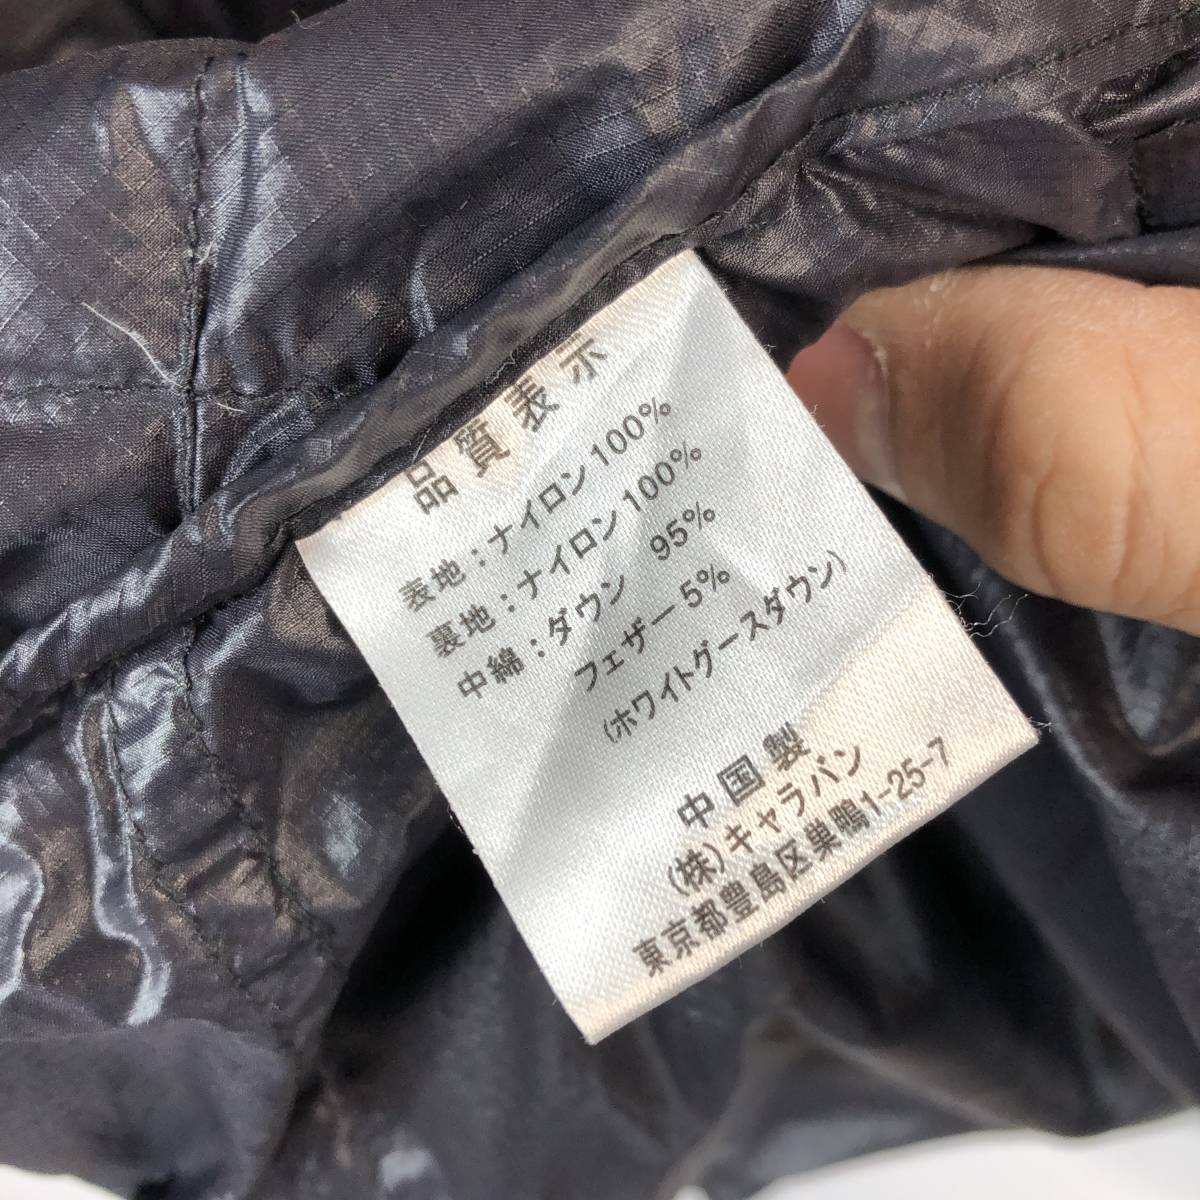 品質表示
表地：ナイロン100%
裏地：ナイロン100%
中綿：ダウン 95%
フェザー5%
(ホワイトグースダウン)
中国製
(株)キャラバン
東京都豊島区巣鴨1-25-7